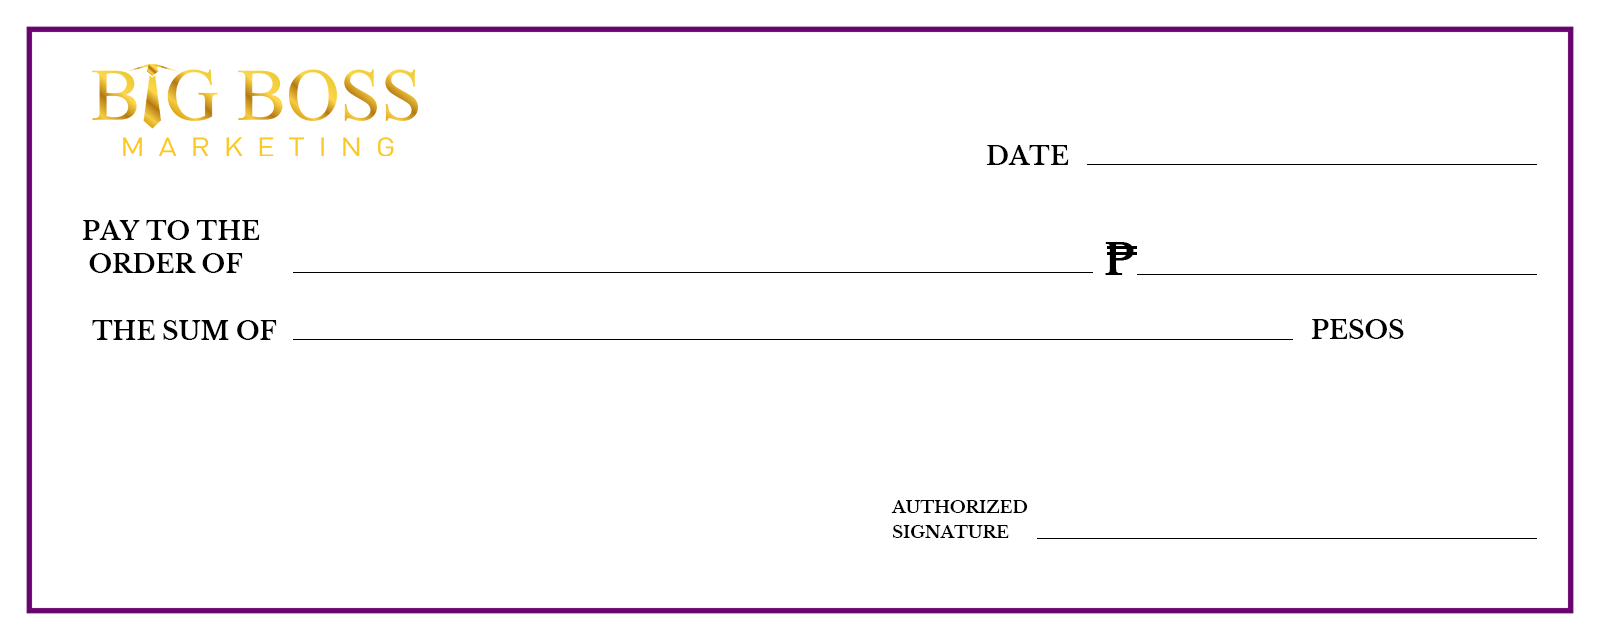 BIG BOSS
MARKETING
DATE
PAY TO THE
ORDER OF
₱
THE SUM OF
PESOS
AUTHORIZED
SIGNATURE